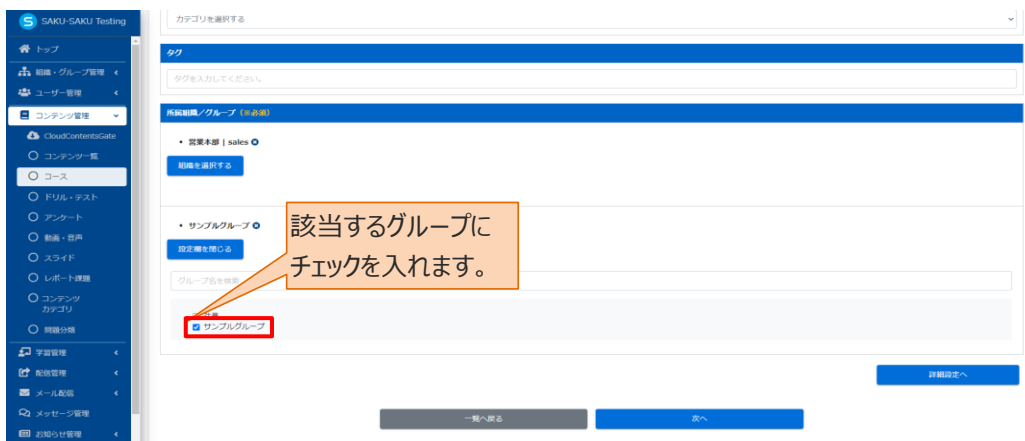 SAKU-SAKU Testing
トップ
組織・グループ管理
ユーザー管理
コンテンツ管理
CloudContentsGate
コンテンツ一覧
コース
ドリル・テスト
アンケート
動画・音声
スライド
レポート課題
コンテンツ
カテゴリ
問題分類
学習管理
配信管理
メール配信
メッセージ管理
お知らせ管理
カテゴリを選択する
タグ
タグを入力してください。
所属組織／グループ (※必須)
営業本部 | sales
組織を選択する
サンプルグループ
設定欄を閉じる
グループ名を検索
該当するグループに
チェックを入れます。
サンプルグループ
詳細設定へ
一覧へ戻る
次へ